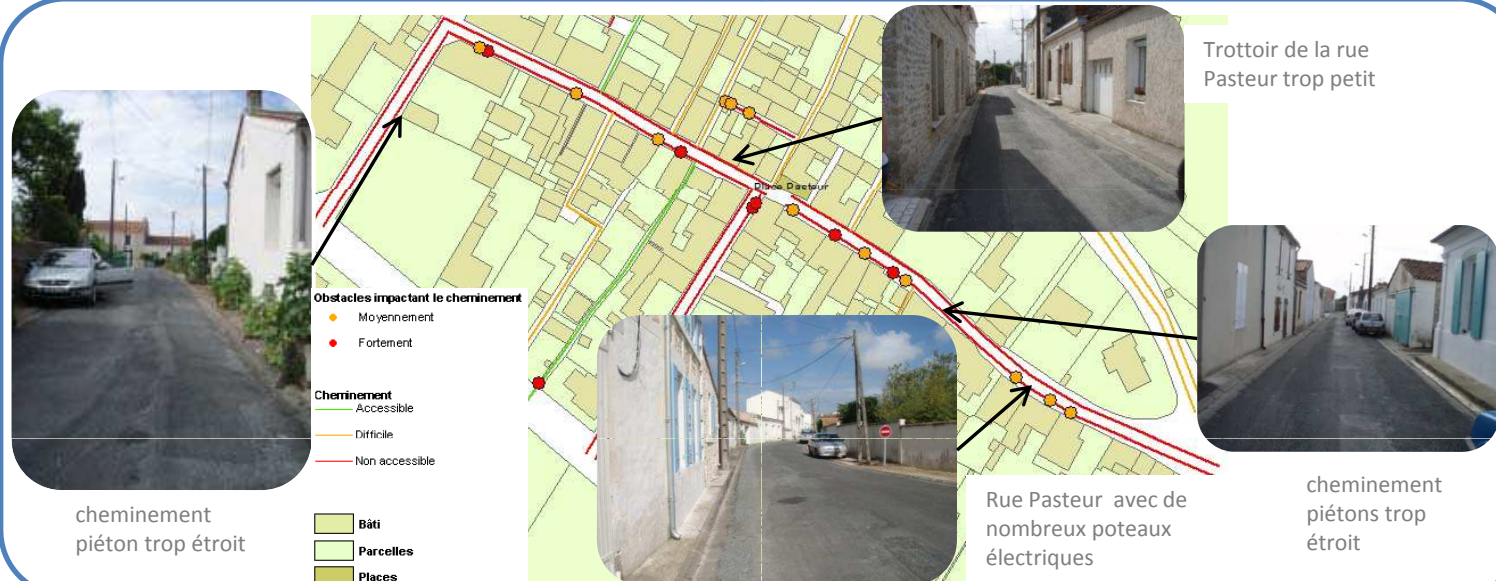 Trottoir de la rue
Pasteur trop petit
Place Pasteur
Obstacles impactant le cheminement
Moyennement
Fortement
Cheminement
Accessible
Difficile
Non accessible
Bâti
Parcelles
Places
cheminement
piéton trop étroit
Rue Pasteur avec de
nombreux poteaux
électriques
cheminement
piétons trop
étroit